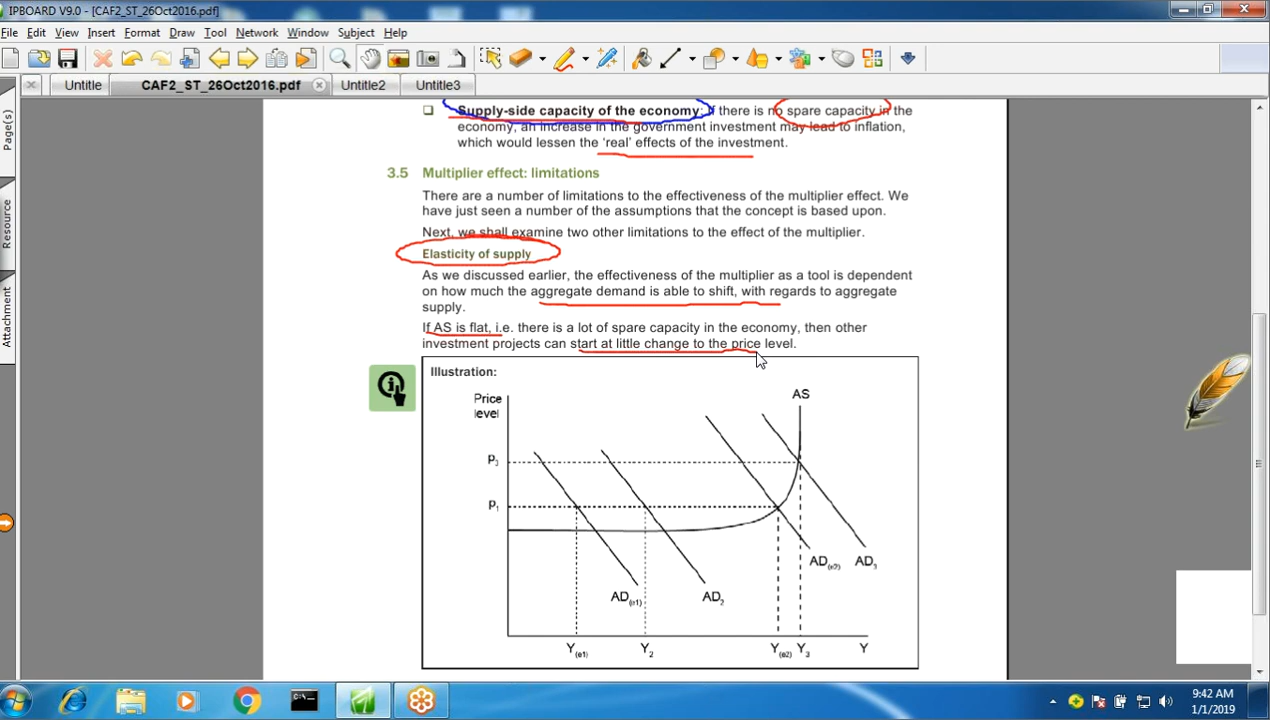 IPBOARD V9.0 - [CAF2_ST_26Oct2016.pdf]
File Edit View Insert Format Draw Tool Network Window Subject Help
Untitle CAF2_ST_26Oct2016.pdf Untitle2 Untitle3
Page(s)
Resource
Attachment
Supply-side capacity of the economy: If there is no spare capacity in the
economy, an increase in the government investment may lead to inflation,
which would lessen the 'real' effects of the investment.
3.5 Multiplier effect: limitations
There are a number of limitations to the effectiveness of the multiplier effect. We
have just seen a number of the assumptions that the concept is based upon.
Next, we shall examine two other limitations to the effect of the multiplier.
Elasticity of supply
As we discussed earlier, the effectiveness of the multiplier as a tool is dependent
on how much the aggregate demand is able to shift, with regards to aggregate
supply.
If AS is flat, i.e. there is a lot of spare capacity in the economy, then other
investment projects can start at little change to the price level.
Illustration:
Price
level
AS
P3
P1
AD(e2) AD3
AD(e1) AD2
Y(e1) Y2 Y(e2) Y3 Y
9:42 AM
1/1/2019